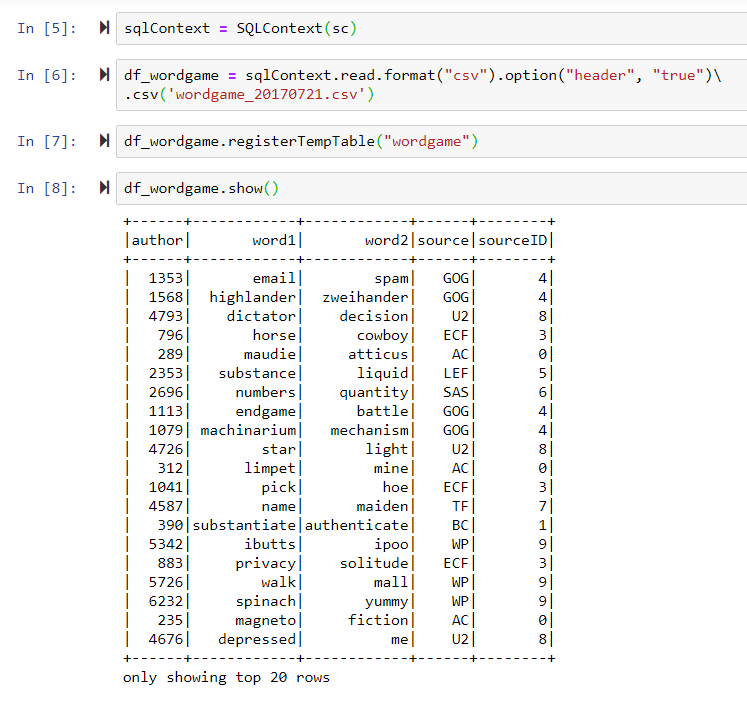 In [5]: sqlContext = SQLContext(sc)
In [6]: df_wordgame = sqlContext.read.format("csv").option("header", "true")\
.csv('wordgame_20170721.csv')
In [7]: df_wordgame.registerTempTable("wordgame")
In [8]: df_wordgame.show()
+------+------------+------------+------+--------+
|author|       word1|       word2|source|sourceID|
+------+------------+------------+------+--------+
|  1353|       email|        spam|   GOG|       4|
|  1568|  highlander|  zweihander|   GOG|       4|
|  4793|    dictator|    decision|    U2|       8|
|   796|       horse|      cowboy|   ECF|       3|
|   289|      maudie|     atticus|    AC|       0|
|  2353|   substance|      liquid|   LEF|       5|
|  2696|     numbers|    quantity|   SAS|       6|
|  1113|     endgame|      battle|   GOG|       4|
|  1079| machinarium|   mechanism|   GOG|       4|
|  4726|        star|       light|    U2|       8|
|   312|      limpet|        mine|    AC|       0|
|  1041|        pick|         hoe|   ECF|       3|
|  4587|        name|      maiden|    TF|       7|
|   390|substantiate|authenticate|    BC|       1|
|  5342|      ibutts|        ipoo|    WP|       9|
|   883|     privacy|    solitude|   ECF|       3|
|  5726|        walk|        mall|    WP|       9|
|  6232|     spinach|       yummy|    WP|       9|
|   235|     magneto|     fiction|    AC|       0|
|  4676|   depressed|          me|    U2|       8|
+------+------------+------------+------+--------+
only showing top 20 rows